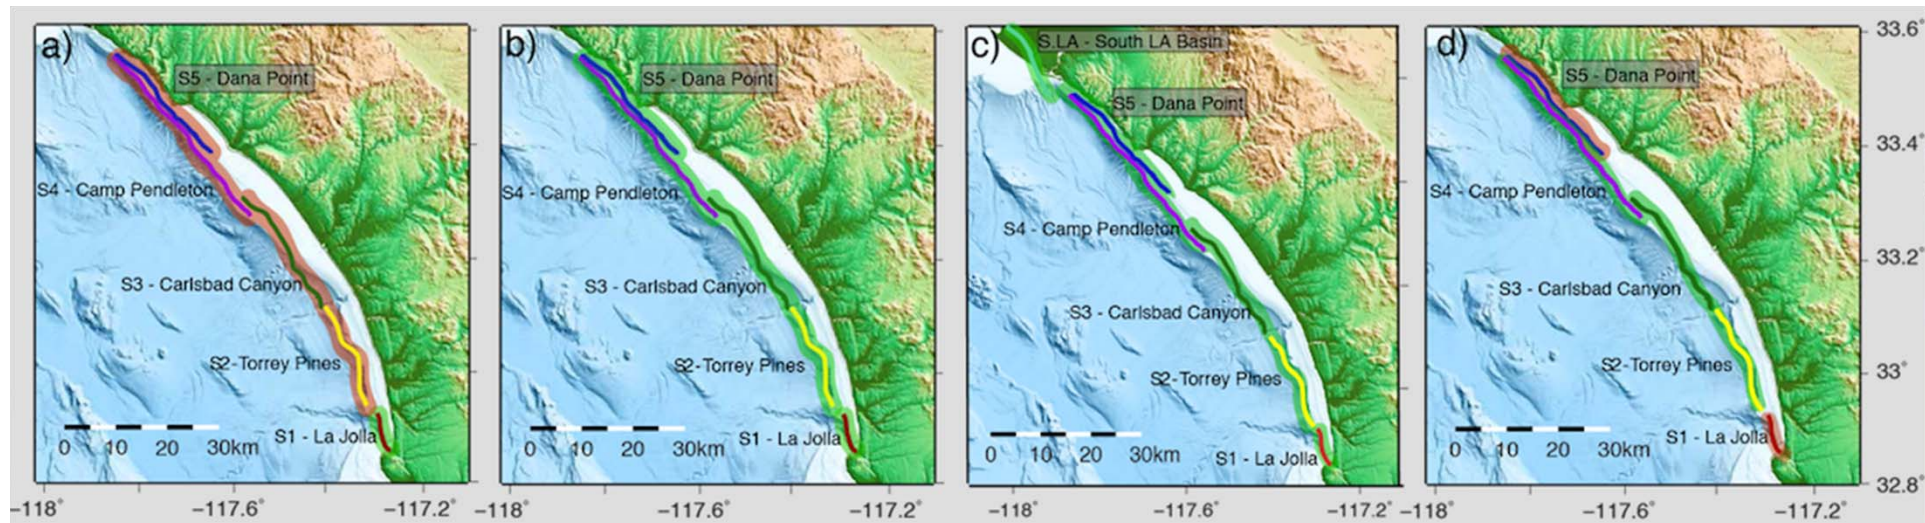 a)
S5 - Dana Point
S4 - Camp Pendleton
S3 - Carlsbad Canyon
S2-Torrey Pines
S1 - La Jolla
0 10 20 30km
−118° −117.6° −117.2°
b)
S5 - Dana Point
S4 - Camp Pendleton
S3 - Carlsbad Canyon
S2-Torrey Pines
S1 - La Jolla
0 10 20 30km
−118° −117.6° −117.2°
c)
S.LA - South LA Basin
S5 - Dana Point
S4 - Camp Pendleton
S3 - Carlsbad Canyon
S2-Torrey Pines
S1 - La Jolla
0 10 20 30km
−118° −117.6° −117.2°
d)
S5 - Dana Point
S4 - Camp Pendleton
S3 - Carlsbad Canyon
S2-Torrey Pines
S1 - La Jolla
0 10 20 30km
−118° −117.6° −117.2°
33.6°
33.4°
33.2°
33°
32.8°